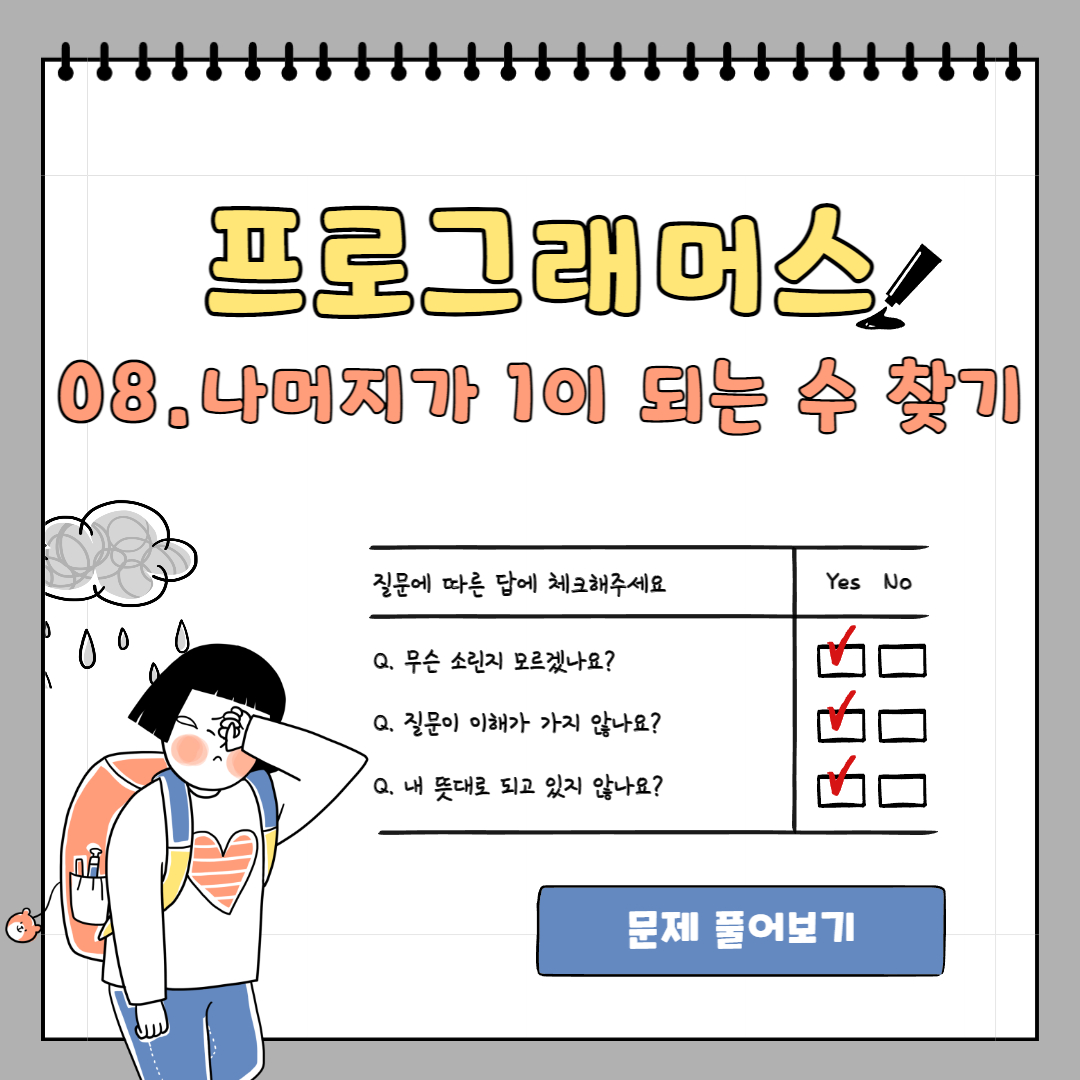 프로그래머스
08.나머지가 1이 되는 수 찾기
질문에 따른 답에 체크해주세요 Yes No
Q. 무슨 소린지 모르겠나요?
Q. 질문이 이해가 가지 않나요?
Q. 내 뜻대로 되고 있지 않나요?
문제 풀어보기